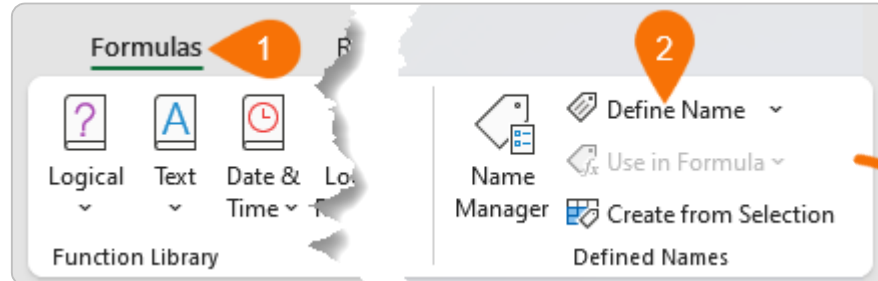 Formulas
1
2
Logical
Text
Date &
Time
Function Library
Name
Manager
Define Name
Use in Formula
Create from Selection
Defined Names